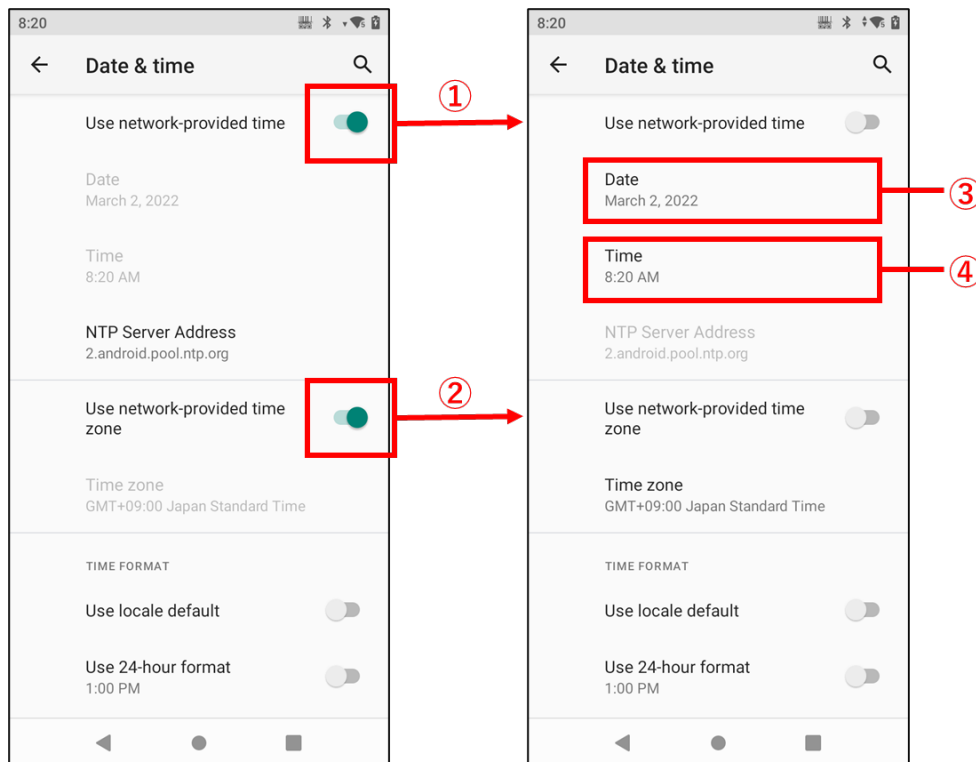 8:20
Date & time
Use network-provided time
Date
March 2, 2022
Time
8:20 AM
NTP Server Address
2.android.pool.ntp.org
Use network-provided time
zone
Time zone
GMT+09:00 Japan Standard Time
TIME FORMAT
Use locale default
Use 24-hour format
1:00 PM
①
②
8:20
Date & time
Use network-provided time
Date
March 2, 2022
Time
8:20 AM
NTP Server Address
2.android.pool.ntp.org
Use network-provided time
zone
Time zone
GMT+09:00 Japan Standard Time
TIME FORMAT
Use locale default
Use 24-hour format
1:00 PM
③
④